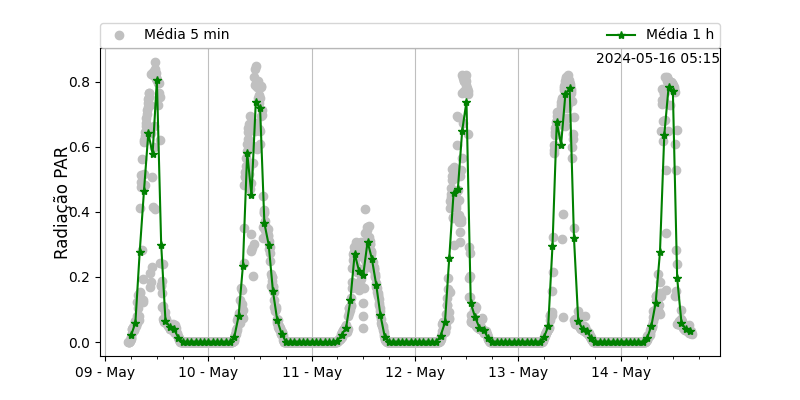 Média 5 min
Média 1 h
2024-05-16 05:15
Radiação PAR
0.8
0.6
0.4
0.2
0.0
09 - May
10 - May
11 - May
12 - May
13 - May
14 - May